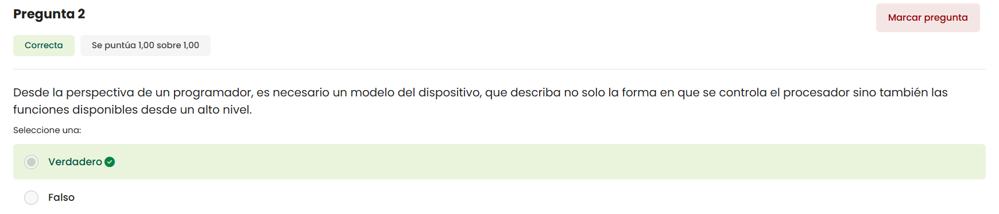 Pregunta 2
Marcar pregunta
Correcta
Se puntúa 1,00 sobre 1,00
Desde la perspectiva de un programador, es necesario un modelo del dispositivo, que describa no solo la forma en que se controla el procesador sino también las
funciones disponibles desde un alto nivel.
Seleccione una:
Verdadero
Falso